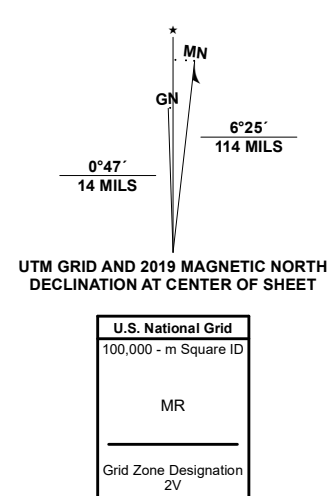 ★
MN
GN
6°25´
114 MILS
0°47´
14 MILS
UTM GRID AND 2019 MAGNETIC NORTH
DECLINATION AT CENTER OF SHEET
U.S. National Grid
100,000 - m Square ID
MR
Grid Zone Designation
2V